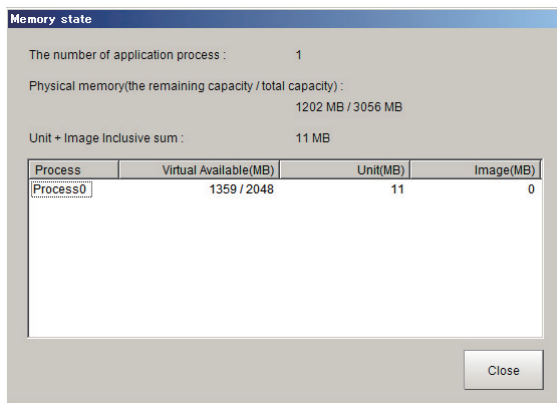 Memory state
The number of application process : 1
Physical memory(the remaining capacity / total capacity) :
1202 MB / 3056 MB
Unit + Image Inclusive sum : 11 MB
Process Virtual Available(MB) Unit(MB) Image(MB)
Process0 1359 / 2048 11 0
Close